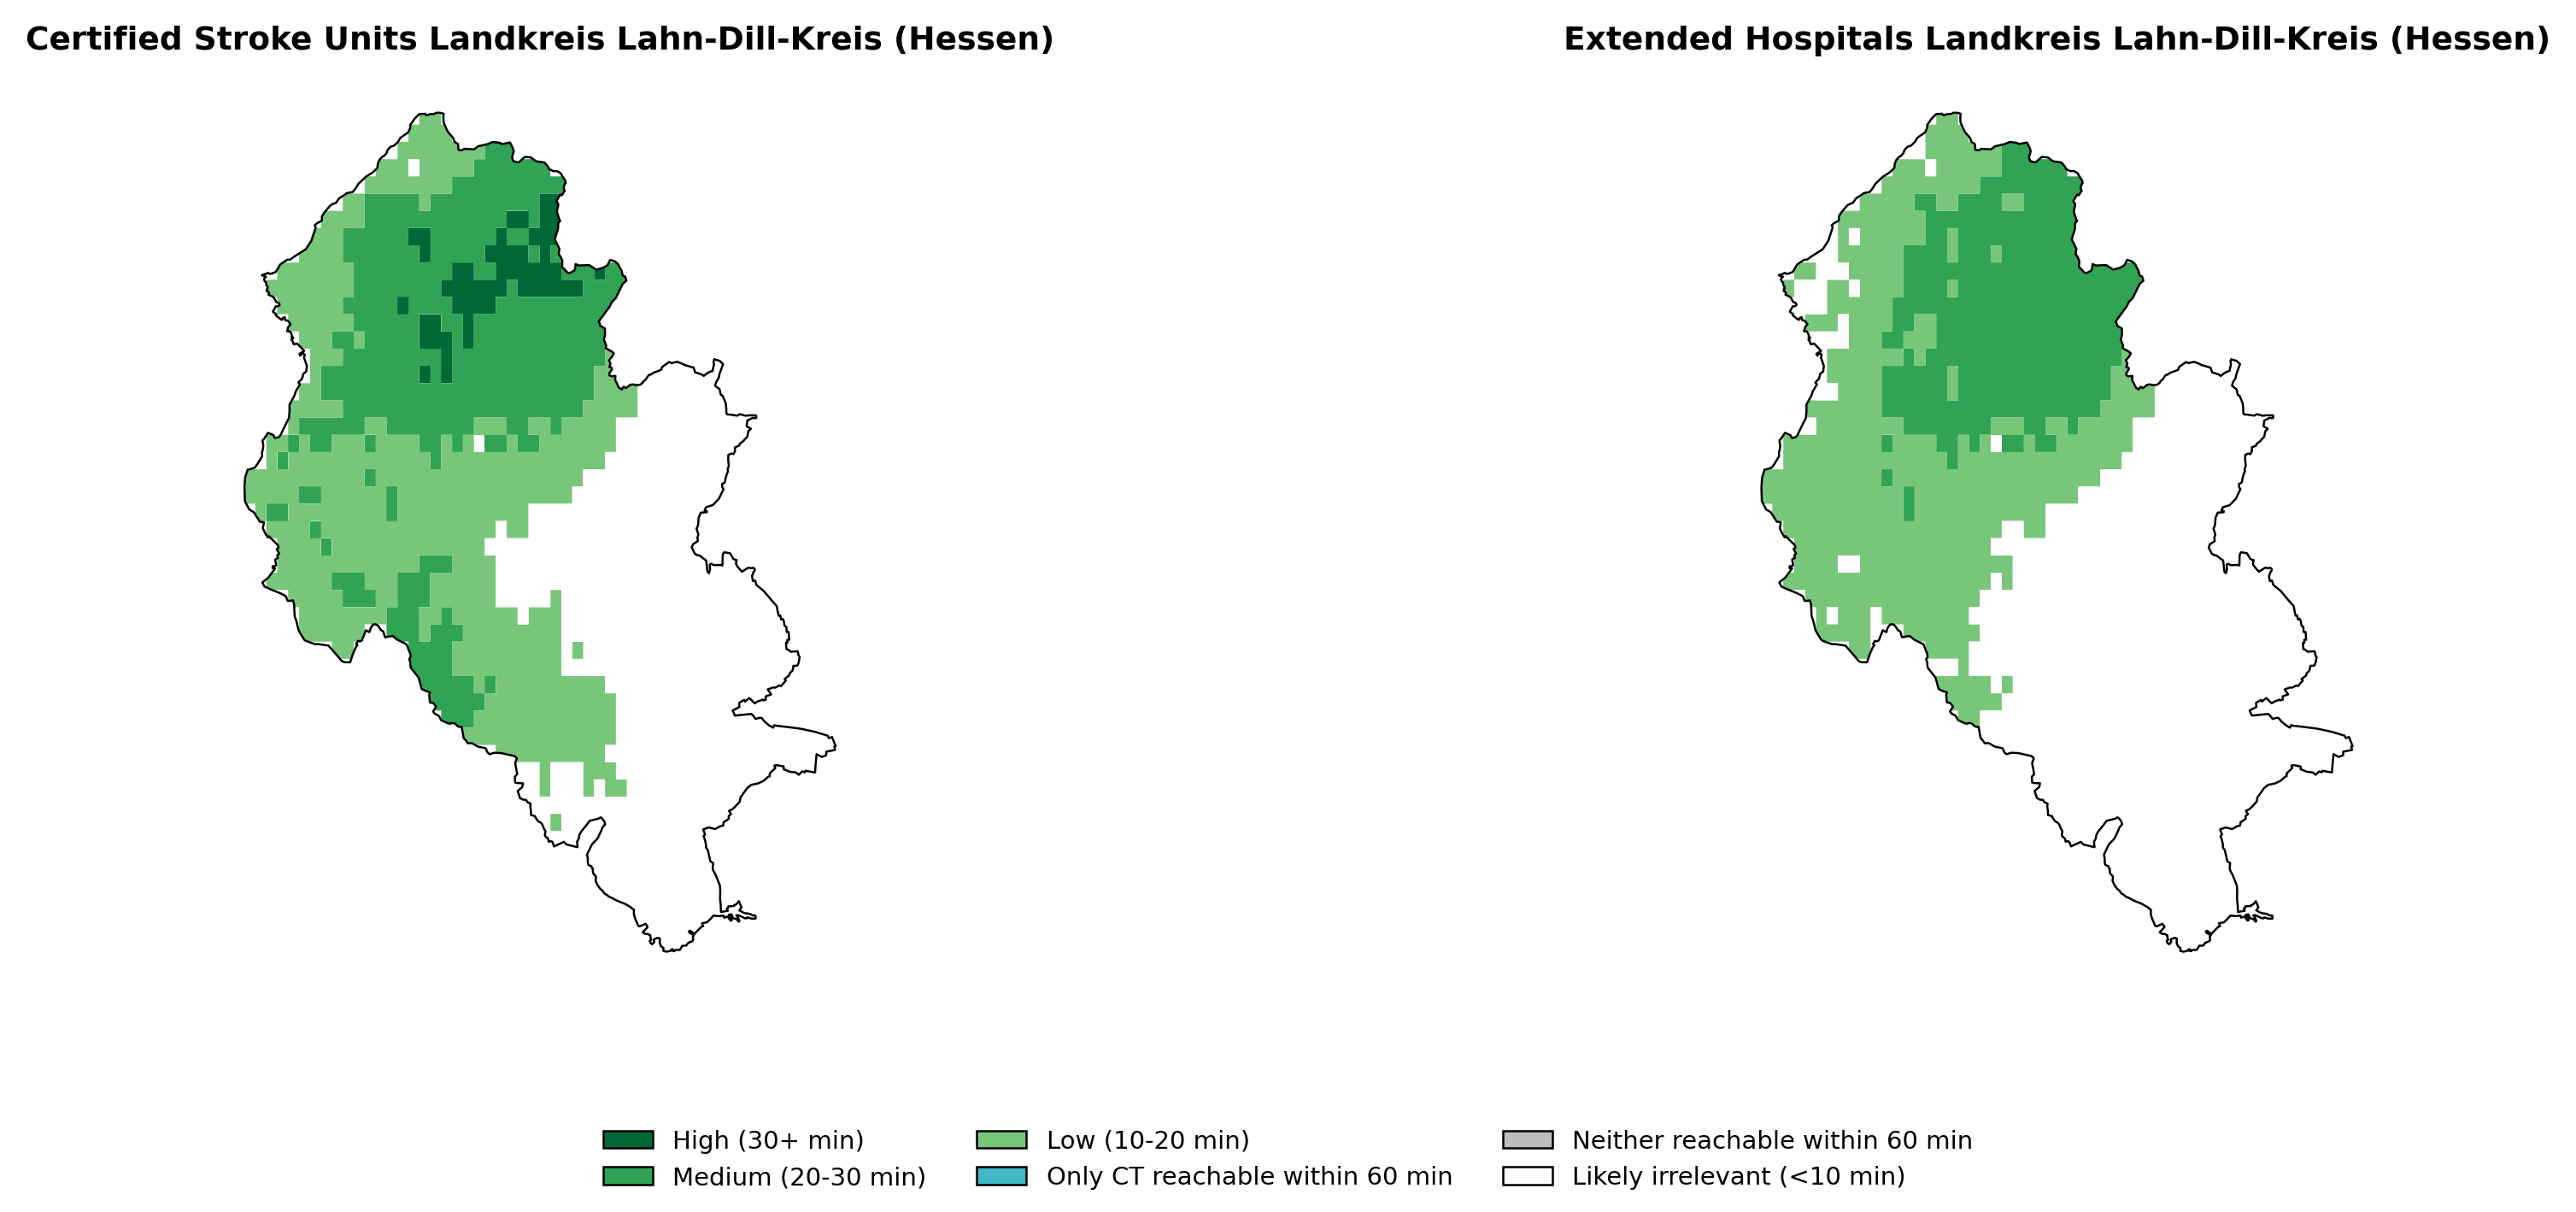 Certified Stroke Units Landkreis Lahn-Dill-Kreis (Hessen)
Extended Hospitals Landkreis Lahn-Dill-Kreis (Hessen)
High (30+ min)
Medium (20-30 min)
Low (10-20 min)
Only CT reachable within 60 min
Neither reachable within 60 min
Likely irrelevant (<10 min)